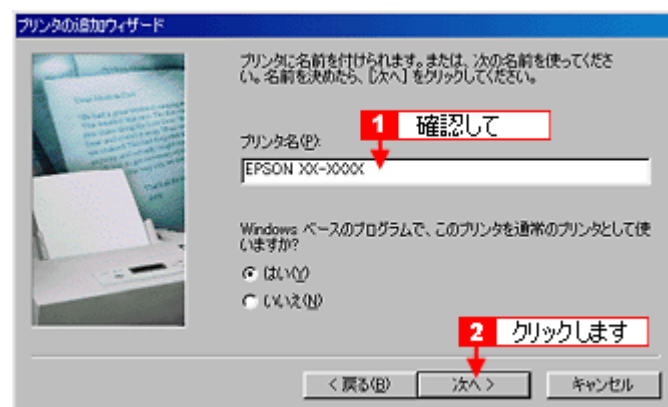 プリンタの追加ウィザード
プリンタに名前を付けられます。または、次の名前を使ってくださ
い。名前を決めたら、[次へ] をクリックしてください。
1 確認して
プリンタ名(P):
EPSON XX-XXXX
Windows ベースのプログラムで、このプリンタを通常のプリンタとして使
いますか?
はい(Y)
いいえ(N)
2 クリックします
< 戻る(B) 次へ > キャンセル